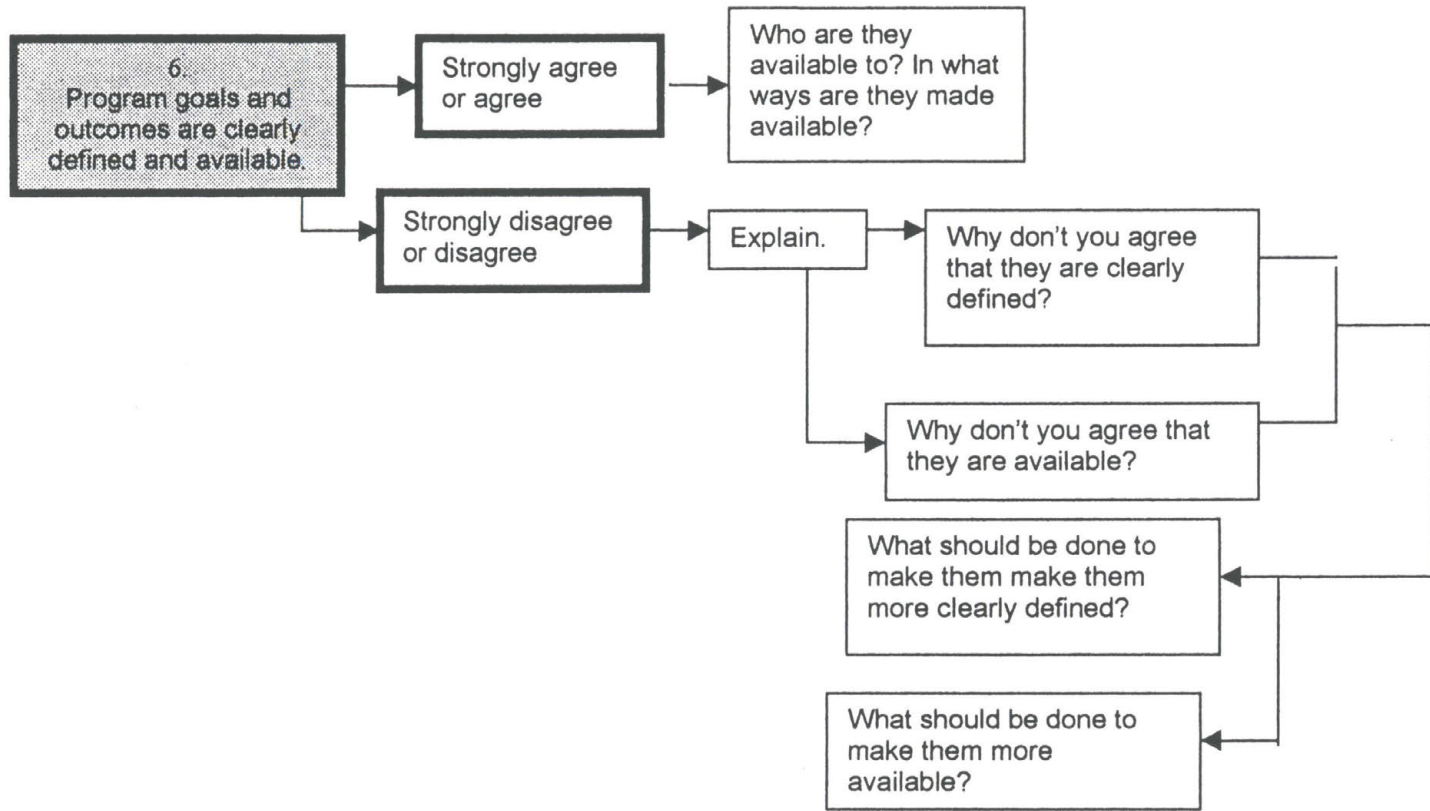 6.
Program goals and
outcomes are clearly
defined and available.
Strongly agree
or agree
Who are they
available to? In what
ways are they made
available?
Strongly disagree
or disagree
Explain.
Why don't you agree
that they are clearly
defined?
Why don't you agree that
they are available?
What should be done to
make them make them
more clearly defined?
What should be done to
make them more
available?